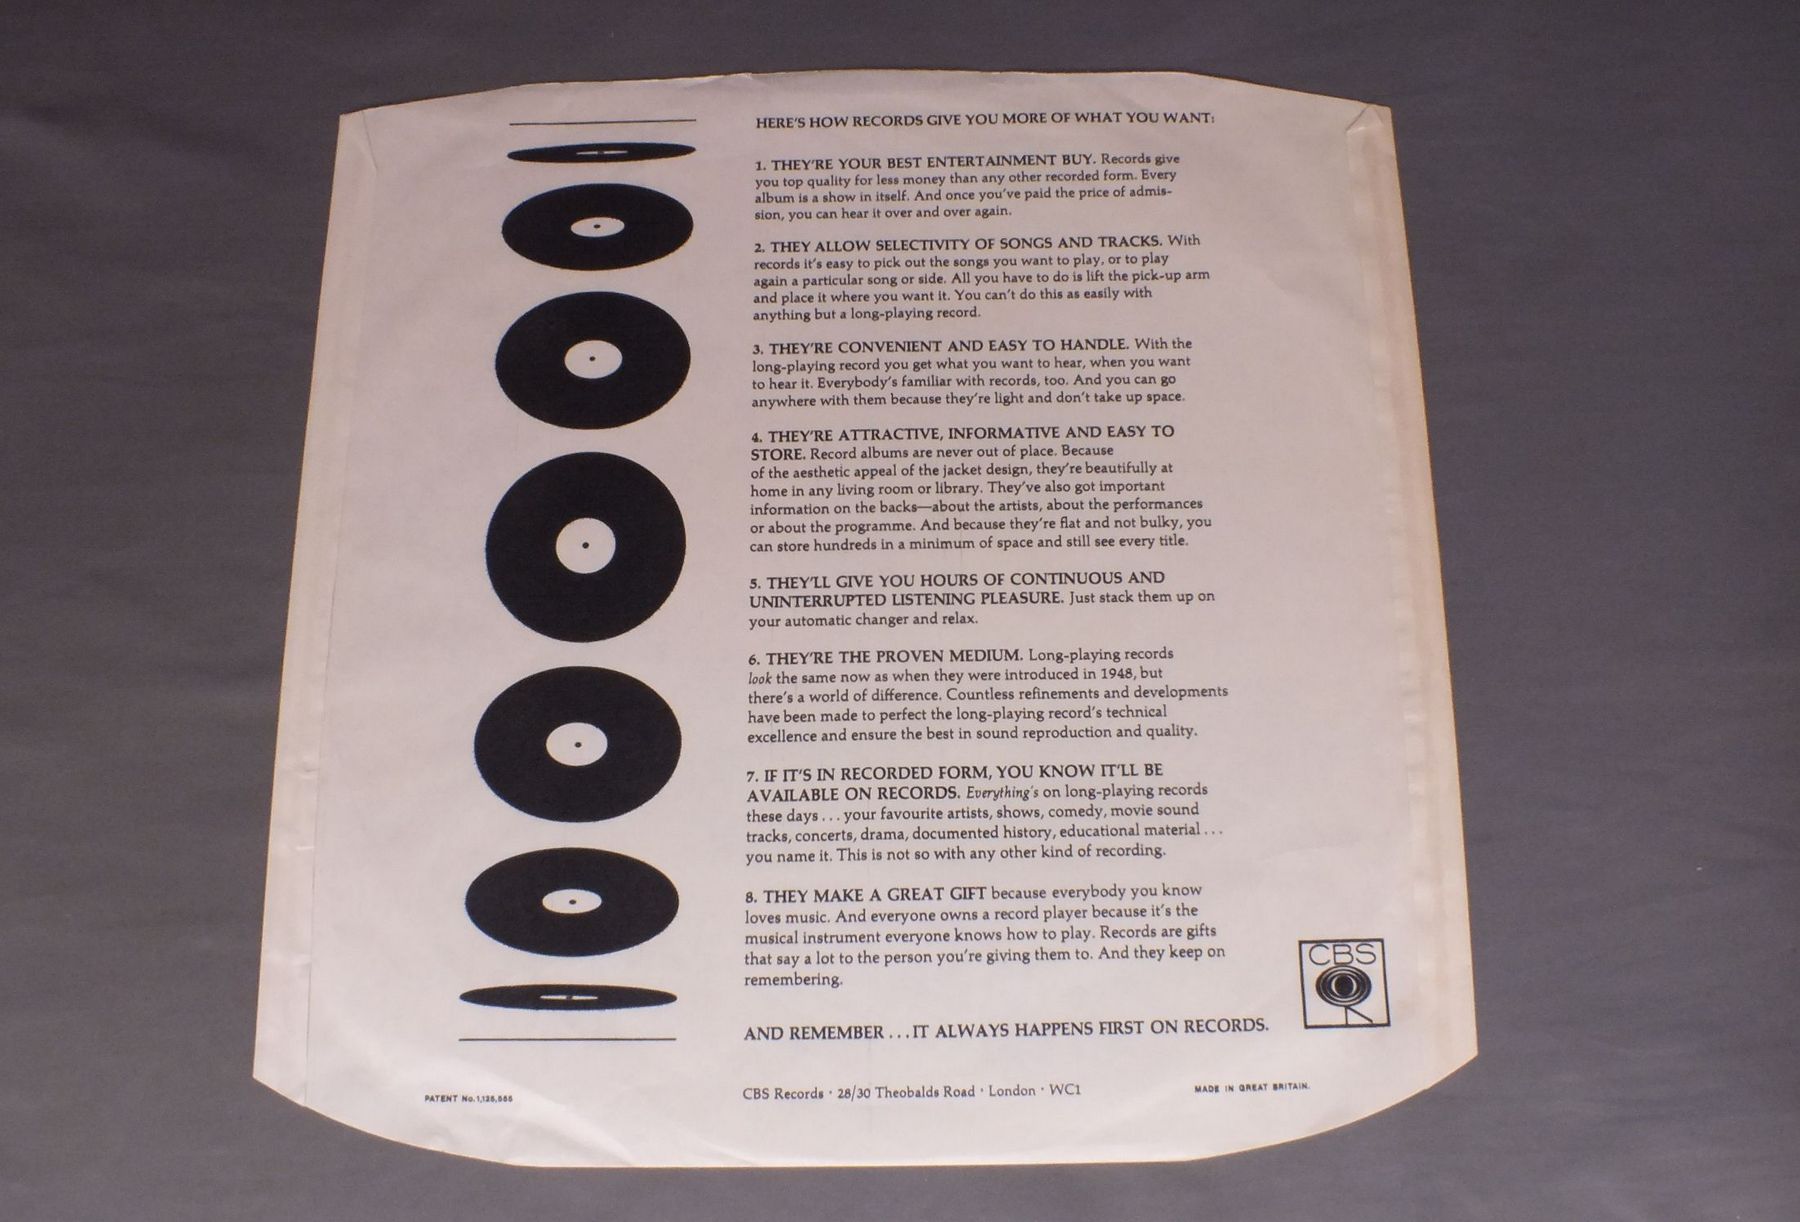 HERE'S HOW RECORDS GIVE YOU MORE OF WHAT YOU WANT:
1. THEY'RE YOUR BEST ENTERTAINMENT BUY. Records give
you top quality for less money than any other recorded form. Every
album is a show in itself. And once you've paid the price of admis-
sion, you can hear it over and over again.
2. THEY ALLOW SELECTIVITY OF SONGS AND TRACKS. With
records it's easy to pick out the songs you want to play, or to play
again a particular song or side. All you have to do is lift the pick-up arm
and place it where you want it. You can't do this as easily with
anything but a long-playing record.
3. THEY'RE CONVENIENT AND EASY TO HANDLE. With the
long-playing record you get what you want to hear, when you want
to hear it. Everybody's familiar with records, too. And you can go
anywhere with them because they're light and don't take up space.
4. THEY'RE ATTRACTIVE, INFORMATIVE AND EASY TO
STORE. Record albums are never out of place. Because
of the aesthetic appeal of the jacket design, they're beautifully at
home in any living room or library. They've also got important
information on the backs—about the artists, about the performances
or about the programme. And because they're flat and not bulky, you
can store hundreds in a minimum of space and still see every title.
5. THEY'LL GIVE YOU HOURS OF CONTINUOUS AND
UNINTERRUPTED LISTENING PLEASURE. Just stack them up on
your automatic changer and relax.
6. THEY'RE THE PROVEN MEDIUM. Long-playing records
look the same now as when they were introduced in 1948, but
there's a world of difference. Countless refinements and developments
have been made to perfect the long-playing record's technical
excellence and ensure the best in sound reproduction and quality.
7. IF IT'S IN RECORDED FORM, YOU KNOW IT'LL BE
AVAILABLE ON RECORDS. Everything's on long-playing records
these days . . . your favourite artists, shows, comedy, movie sound
tracks, concerts, drama, documented history, educational material . . .
you name it. This is not so with any other kind of recording.
8. THEY MAKE A GREAT GIFT because everybody you know
loves music. And everyone owns a record player because it's the
musical instrument everyone knows how to play. Records are gifts
that say a lot to the person you're giving them to. And they keep on
remembering.
AND REMEMBER . . . IT ALWAYS HAPPENS FIRST ON RECORDS.
CBS
PATENT No.
CBS Records · 28/30 Theobalds Road · London · WC1
MADE IN GREAT BRITAIN.